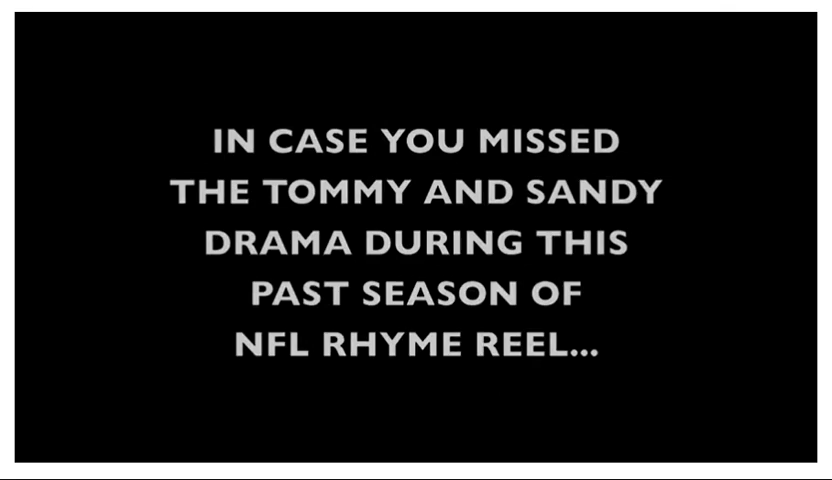 IN CASE YOU MISSED
THE TOMMY AND SANDY
DRAMA DURING THIS
PAST SEASON OF
NFL RHYME REEL...